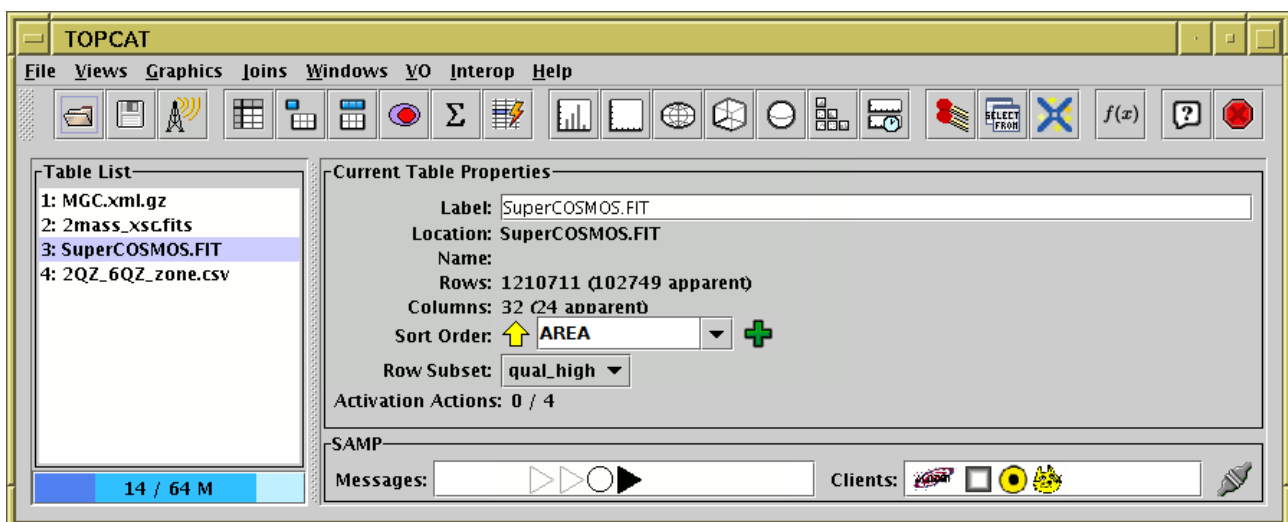 TOPCAT
File Views Graphics Joins Windows VO Interop Help
Σ SELECT FROM f(x) ?
Table List
1: MGC.xml.gz
2: 2mass_xsc.fits
3: SuperCOSMOS.FIT
4: 2QZ_6QZ_zone.csv
14 / 64 M
Current Table Properties
Label: SuperCOSMOS.FIT
Location: SuperCOSMOS.FIT
Name:
Rows: 1210711 (102749 apparent)
Columns: 32 (24 apparent)
Sort Order: AREA
Row Subset: qual_high
Activation Actions: 0 / 4
SAMP
Messages: Clients: